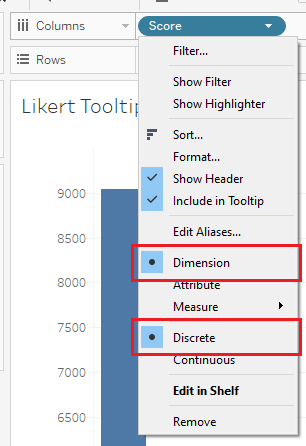 Columns
Score
Rows
Filter...
Show Filter
Show Highlighter
Sort...
Format...
Show Header
Include in Tooltip
Edit Aliases...
Dimension
Attribute
Measure
Discrete
Continuous
Edit in Shelf
Remove
Likert Tooltip
9000
8500
8000
7500
7000
6500